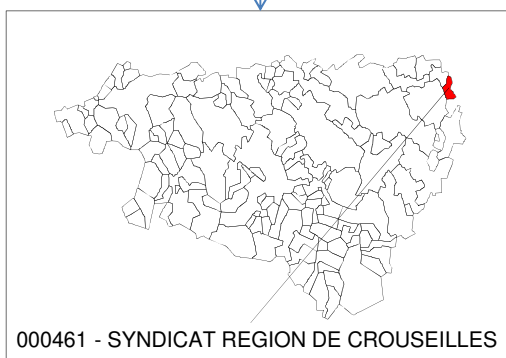 000461 - SYNDICAT REGION DE CROUSEILLES